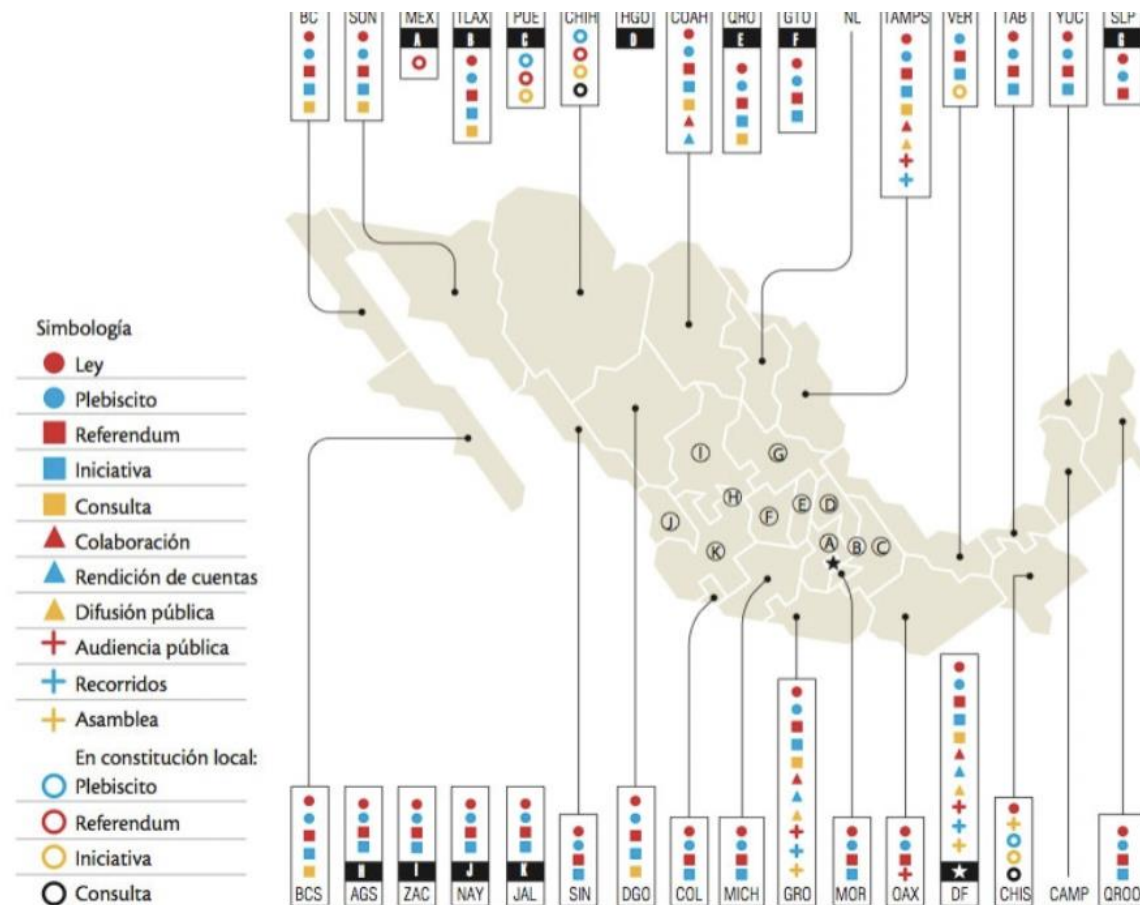 BC SON MEX TLAX PUE CHIH HGO COAH QRO GTO NL TAMPS VER TAB YUC SLP
A B C D E F G
Simbología
Ley
Plebiscito
Referendum
Iniciativa
Consulta
Colaboración
Rendición de cuentas
Difusión pública
Audiencia pública
Recorridos
Asamblea
En constitución local:
Plebiscito
Referendum
Iniciativa
Consulta
I G
H F E D
J K A B C
H I J K
BCS AGS ZAC NAY JAL SIN DGO COL MICH GRO MOR OAX DF CHIS CAMP QROO